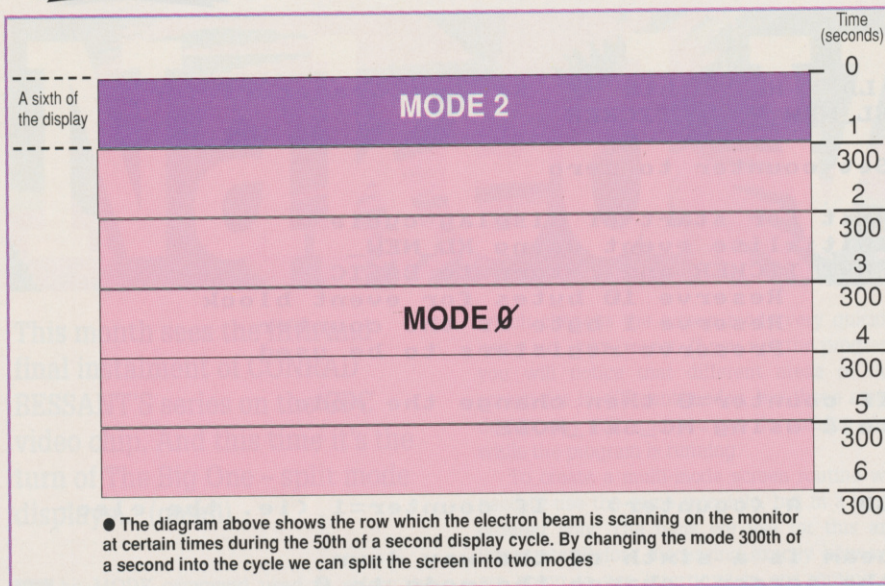 Time
(seconds)
0
A sixth of
the display
MODE 2
1
300
2
300
3
300
MODE 0
4
300
5
300
6
300
● The diagram above shows the row which the electron beam is scanning on the monitor
at certain times during the 50th of a second display cycle. By changing the mode 300th of
a second into the cycle we can split the screen into two modes